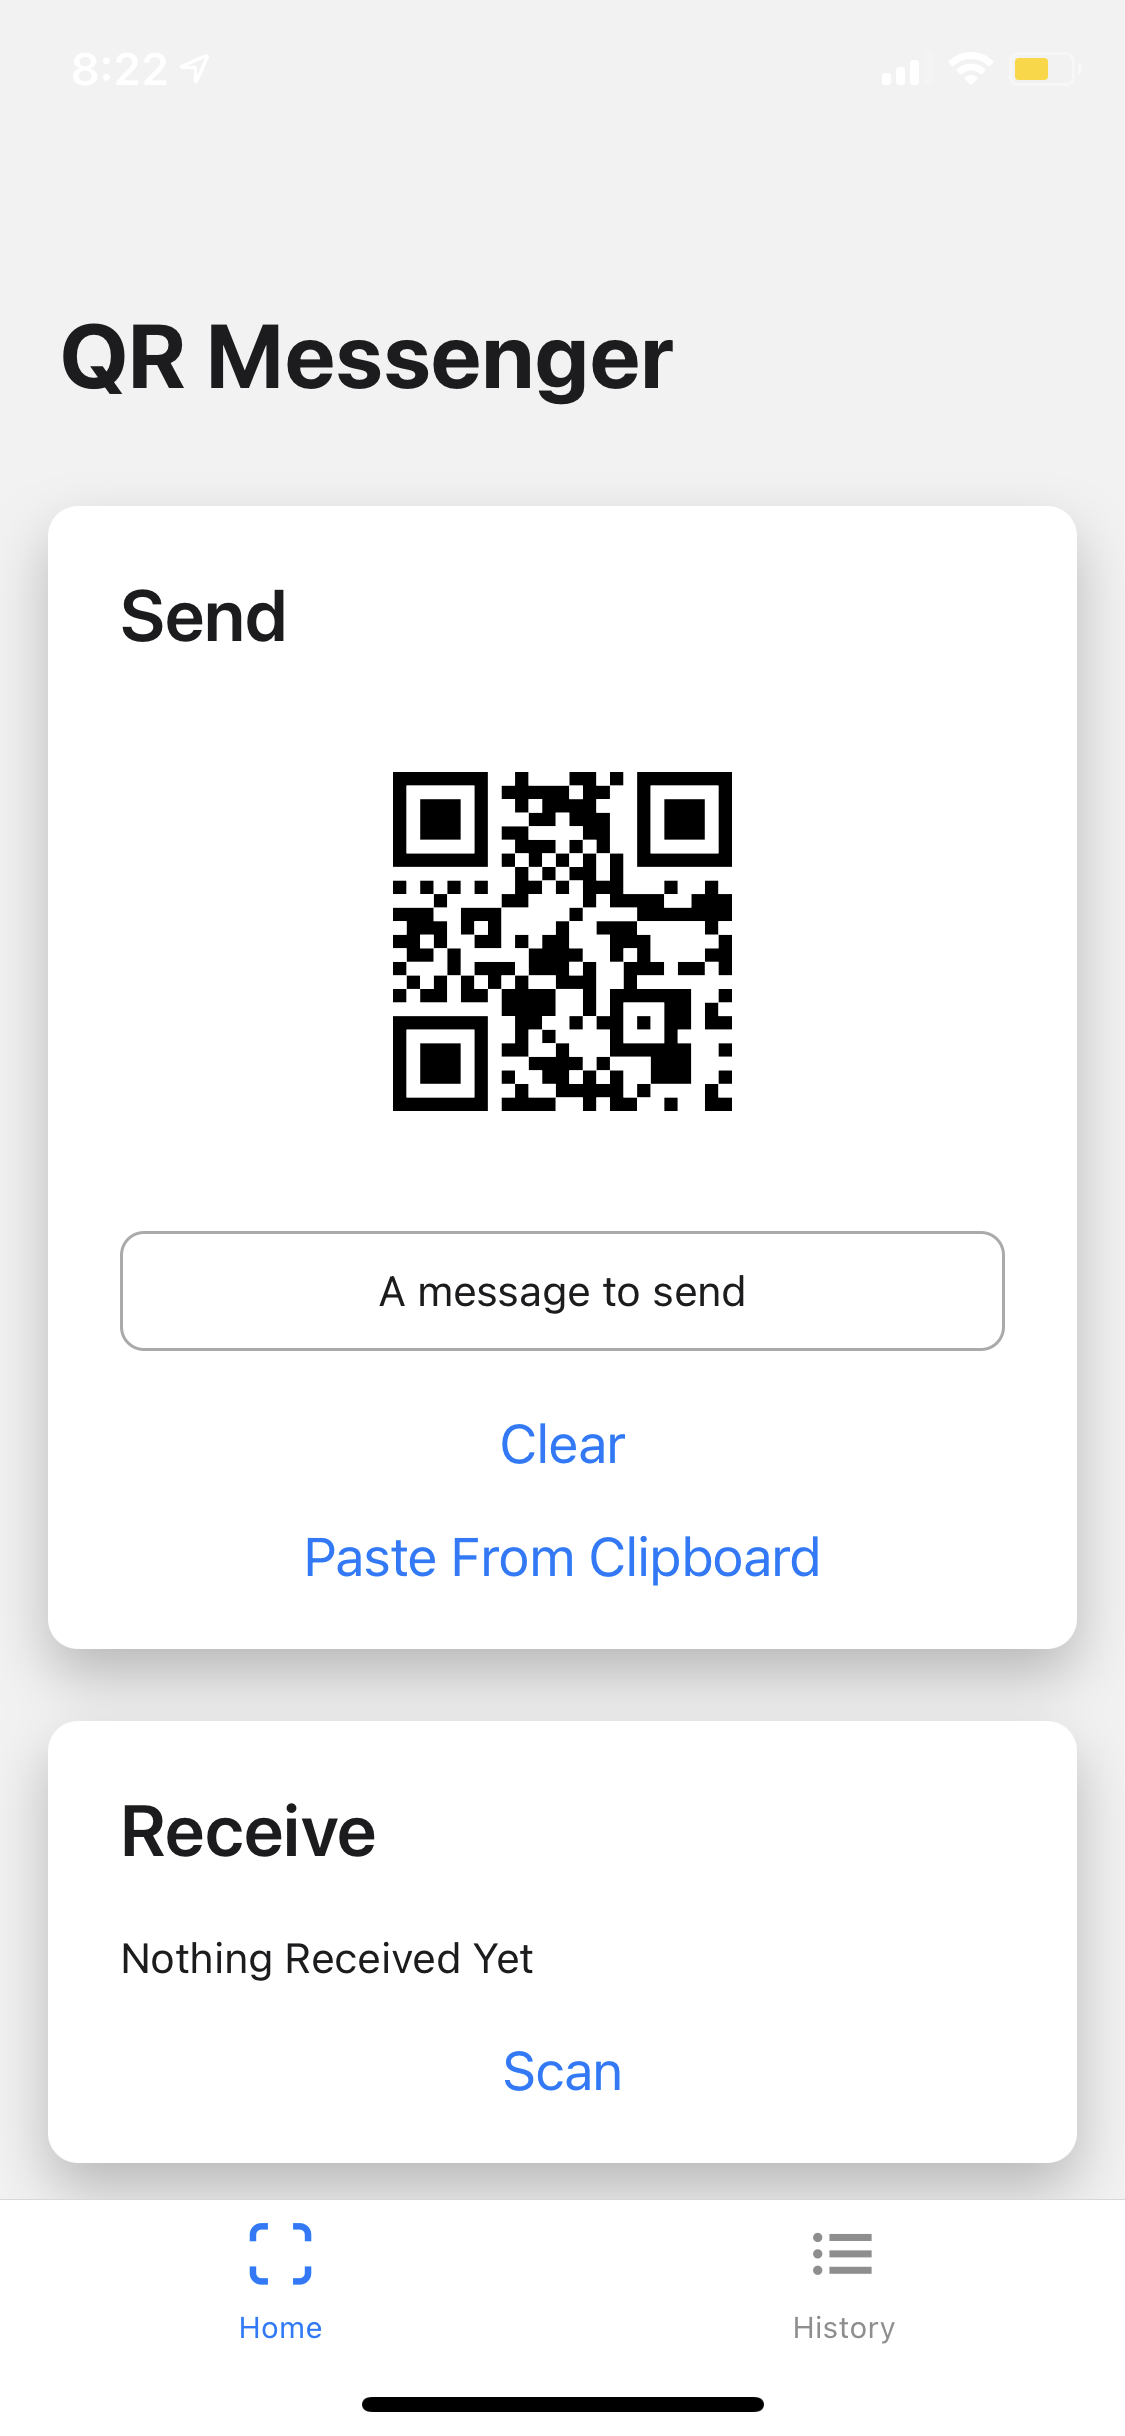 8:22
QR Messenger
Send
A message to send
Clear
Paste From Clipboard
Receive
Nothing Received Yet
Scan
Home
History